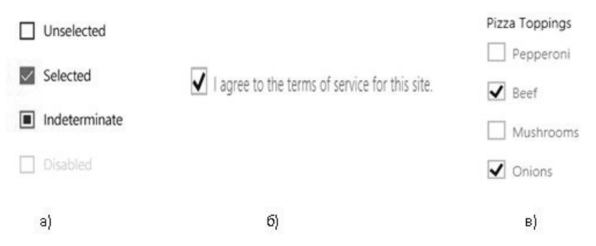 Unselected
Selected
Indeterminate
Disabled
а)
I agree to the terms of service for this site.
б)
Pizza Toppings
Pepperoni
Beef
Mushrooms
Onions
в)